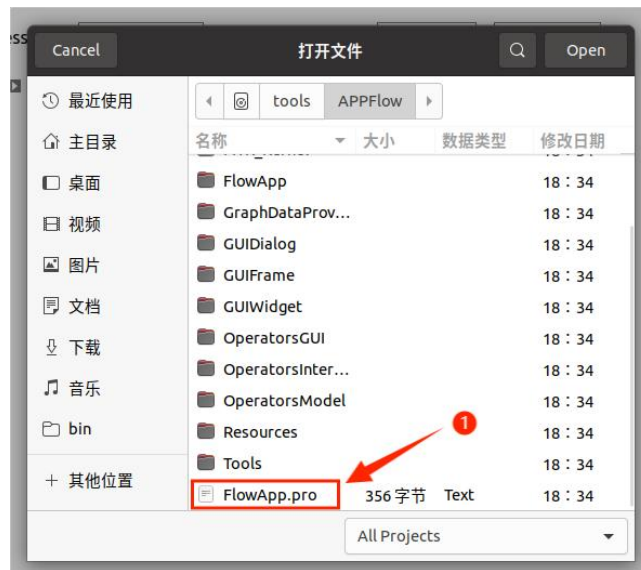 ess
Cancel 打开文件 Open
最近使用 tools APPFlow
主目录 名称 大小 数据类型 修改日期
桌面 FlowApp 18：34
视频 GraphDataProv... 18：34
GUIDialog 18：34
图片 GUIFrame 18：34
文档 GUIWidget 18：34
下载 OperatorsGUI 18：34
OperatorsInter... 18：34
音乐 OperatorsModel 18：34
bin Resources 1 18：34
Tools 18：34
+ 其他位置 FlowApp.pro 356 字节 Text 18：34
All Projects